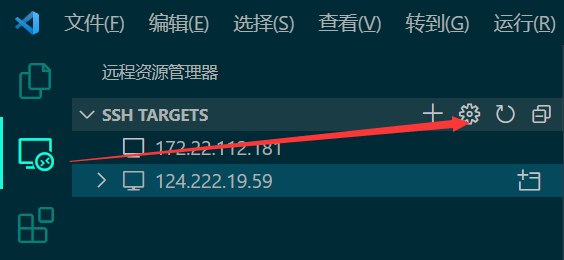 文件(F) 编辑(E) 选择(S) 查看(V) 转到(G) 运行(R)
远程资源管理器
SSH TARGETS
172.22.112.181
124.222.19.59